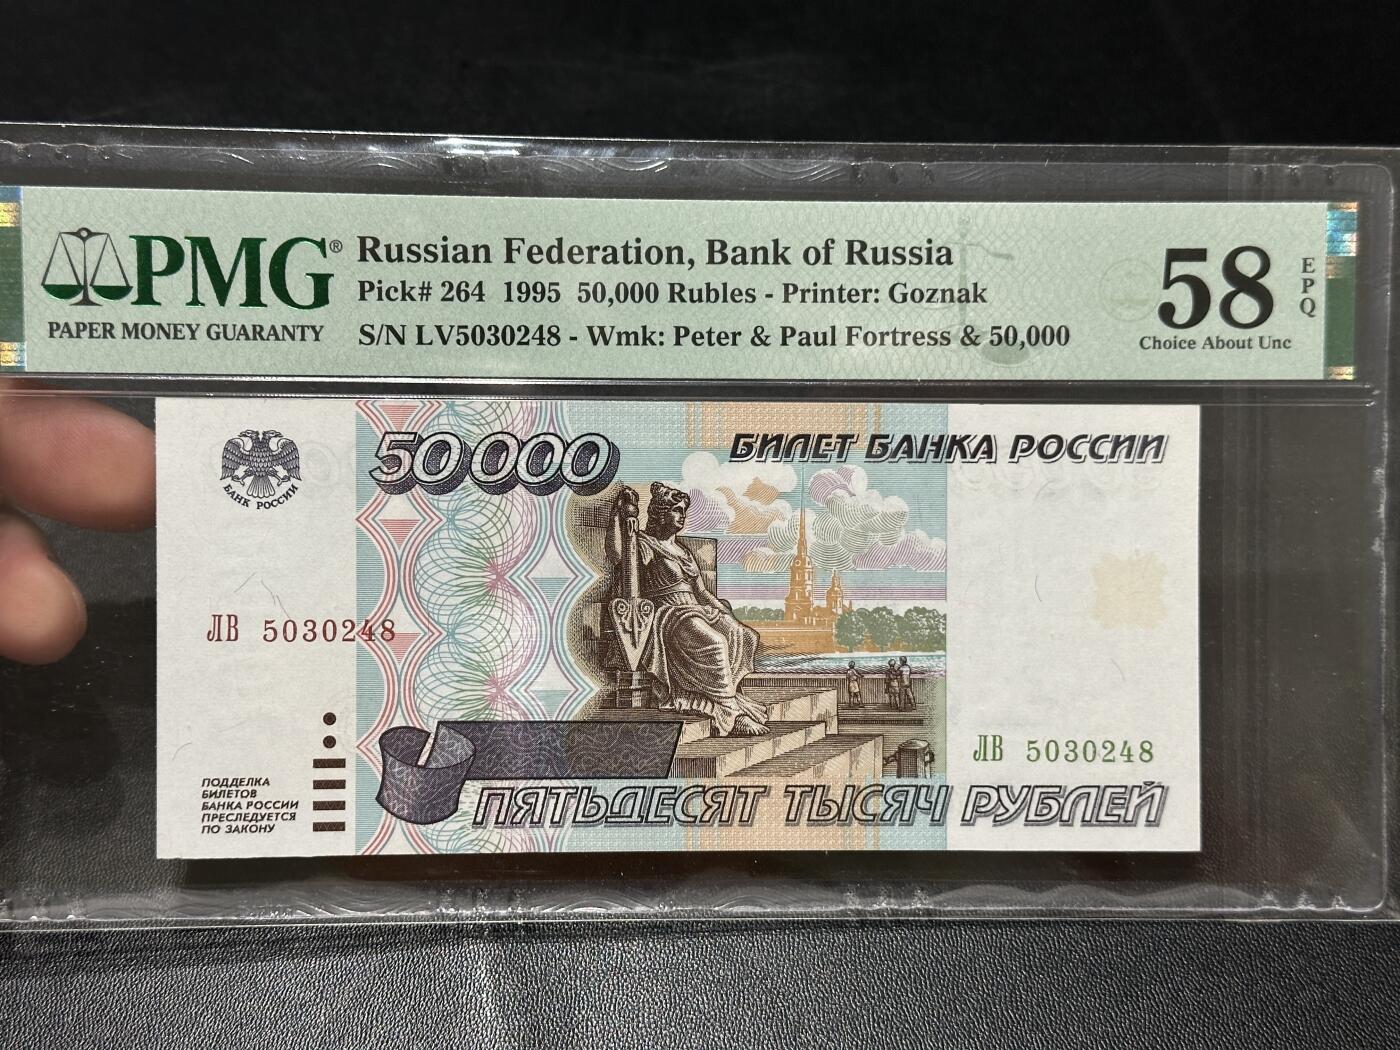 PMG®
PAPER MONEY GUARANTY
Russian Federation, Bank of Russia
Pick# 264 1995 50,000 Rubles - Printer: Goznak
S/N LV5030248 - Wmk: Peter & Paul Fortress & 50,000
58
EPQ
Choice About Unc
50000
БИЛЕТ БАНКА РОССИИ
БАНК РОССИИ
ЛВ 5030248
ЛВ 5030248
ПОДДЕЛКА
БИЛЕТОВ
БАНКА РОССИИ
ПРЕСЛЕДУЕТСЯ
ПО ЗАКОНУ
ПЯТЬДЕСЯТ ТЫСЯЧ РУБЛЕЙ